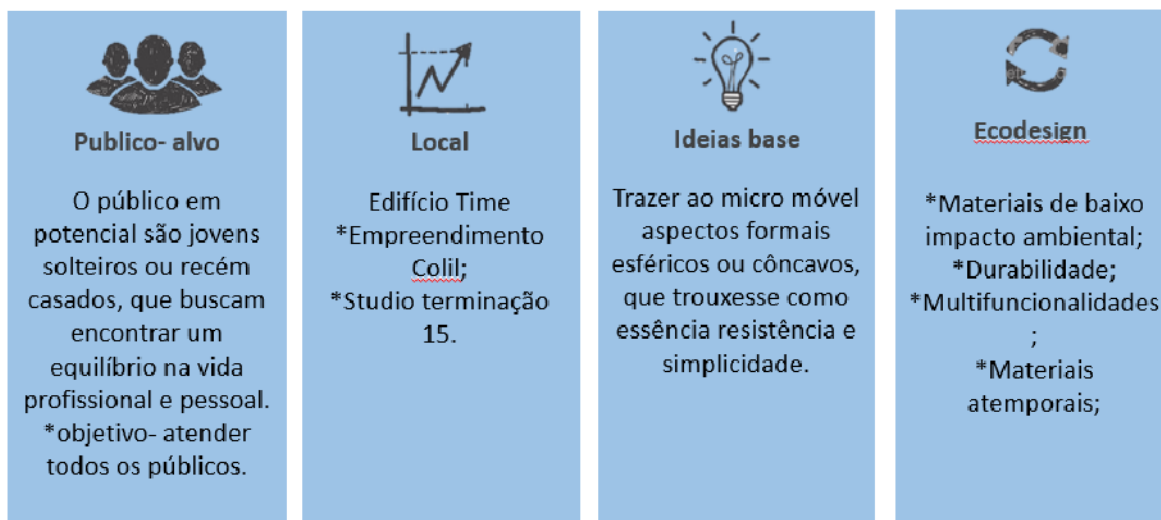 Publico- alvo
O público em
potencial são jovens
solteiros ou recém
casados, que buscam
encontrar um
equilíbrio na vida
profissional e pessoal.
*objetivo- atender
todos os públicos.
Local
Edifício Time
*Empreendimento
Colil;
*Studio terminação
15.
Ideias base
Trazer ao micro móvel
aspectos formais
esféricos ou côncavos,
que trouxesse como
essência resistência e
simplicidade.
Ecodesign
*Materiais de baixo
impacto ambiental;
*Durabilidade;
*Multifuncionalidades
;
*Materiais
atemporais;